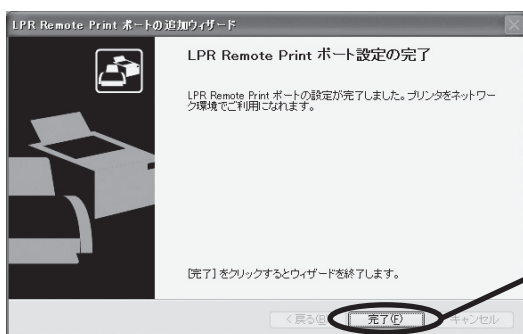 LPR Remote Print ポートの追加ウィザード
LPR Remote Print ポート設定の完了
LPR Remote Print ポートの設定が完了しました。プリンタをネットワー
ク環境でご利用になれます。
[完了] をクリックするとウィザードを終了します。
< 戻る(B) 完了(F) キャンセル